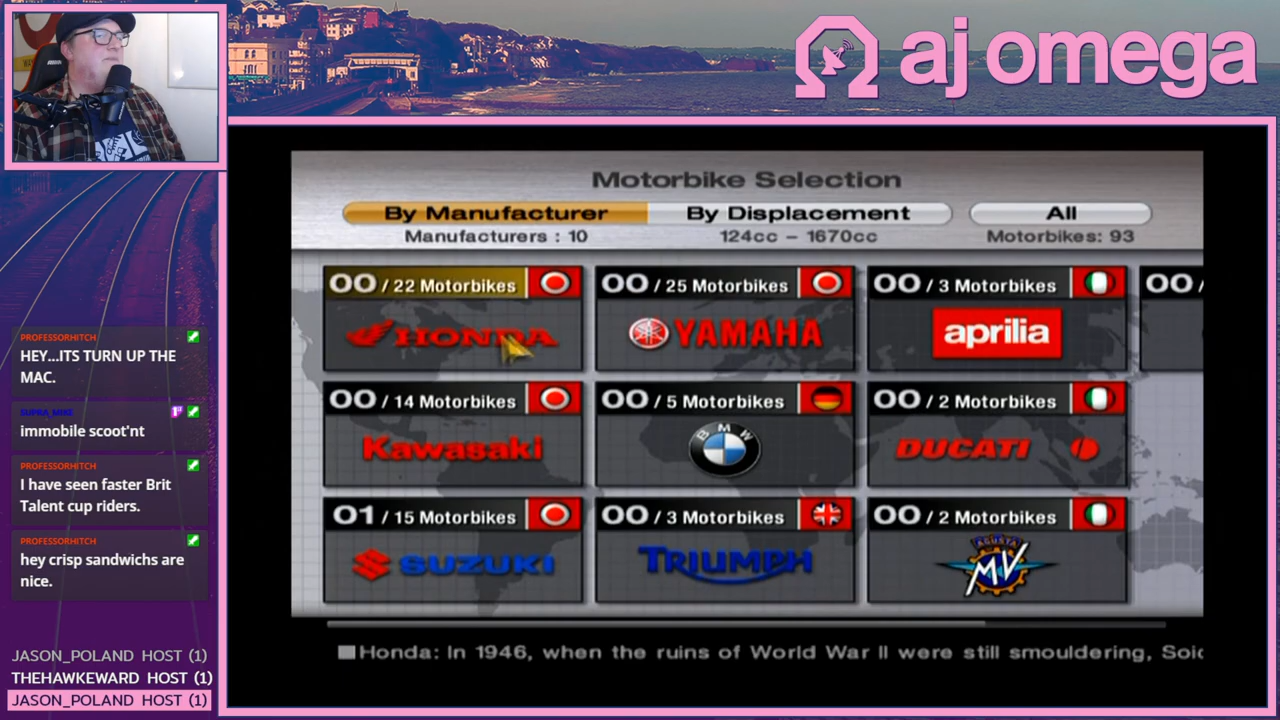 aj omega
Motorbike Selection
By Manufacturer
By Displacement
All
Manufacturers : 10
124cc – 1670cc
Motorbikes: 93
00 / 22 Motorbikes
HONDA
00 / 25 Motorbikes
YAMAHA
00 / 3 Motorbikes
aprilia
00 /
00 / 14 Motorbikes
Kawasaki
00 / 5 Motorbikes
BMW
00 / 2 Motorbikes
DUCATI
01 / 15 Motorbikes
SUZUKI
00 / 3 Motorbikes
TRIUMPH
00 / 2 Motorbikes
AGUSTA
MV
Honda: In 1946, when the ruins of World War II were still smouldering, Soic
PROFESSORHITCH
HEY...ITS TURN UP THE
MAC.
SUPRA_MIKE
immobile scoot'nt
PROFESSORHITCH
I have seen faster Brit
Talent cup riders.
PROFESSORHITCH
hey crisp sandwichs are
nice.
JASON_POLAND HOST (1)
THEHAWKEWARD HOST (1)
JASON_POLAND HOST (1)